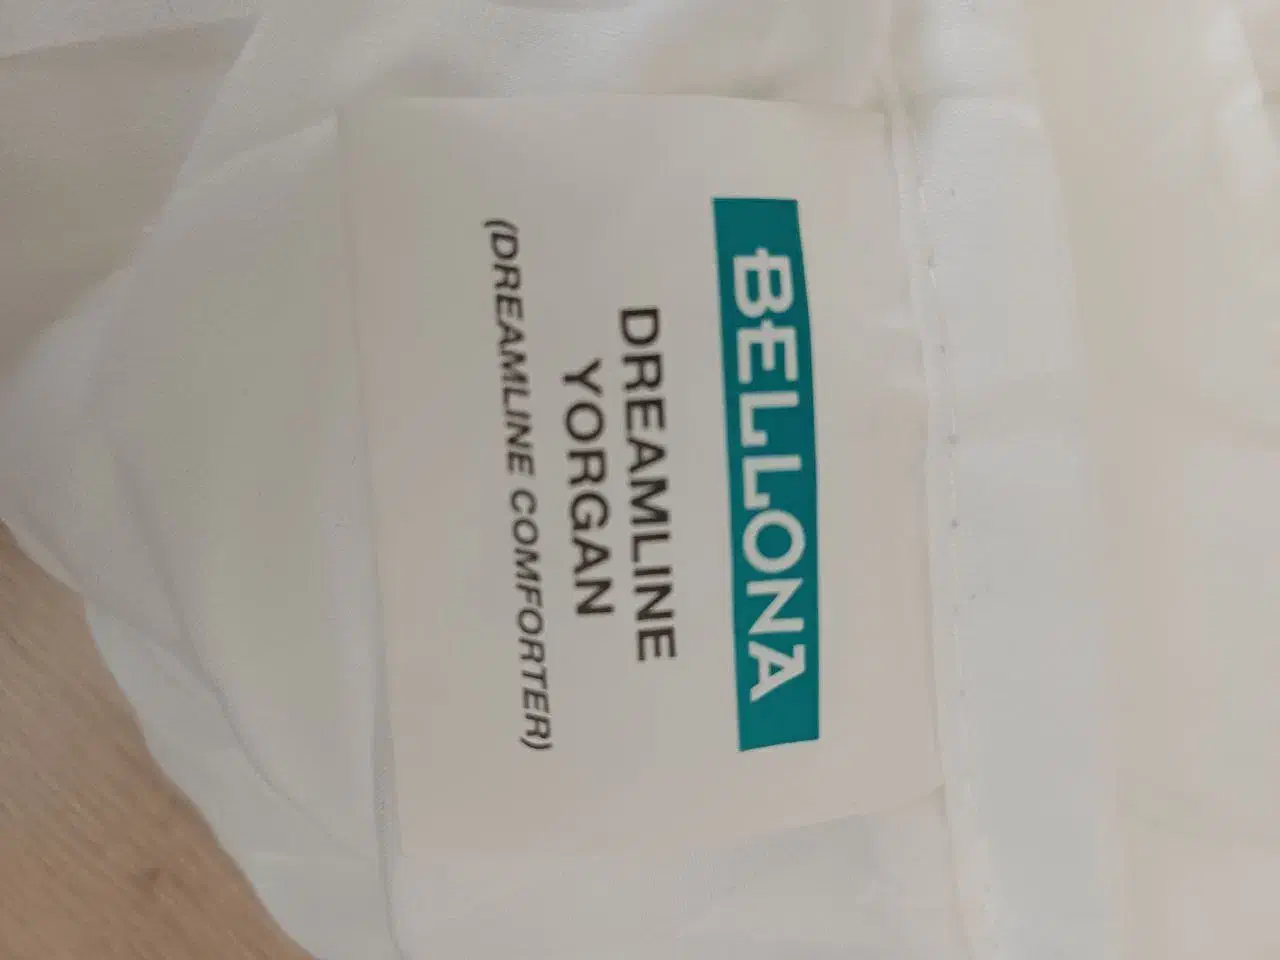 BELLONA
DREAMLINE
YORGAN
(DREAMLINE COMFORTER)